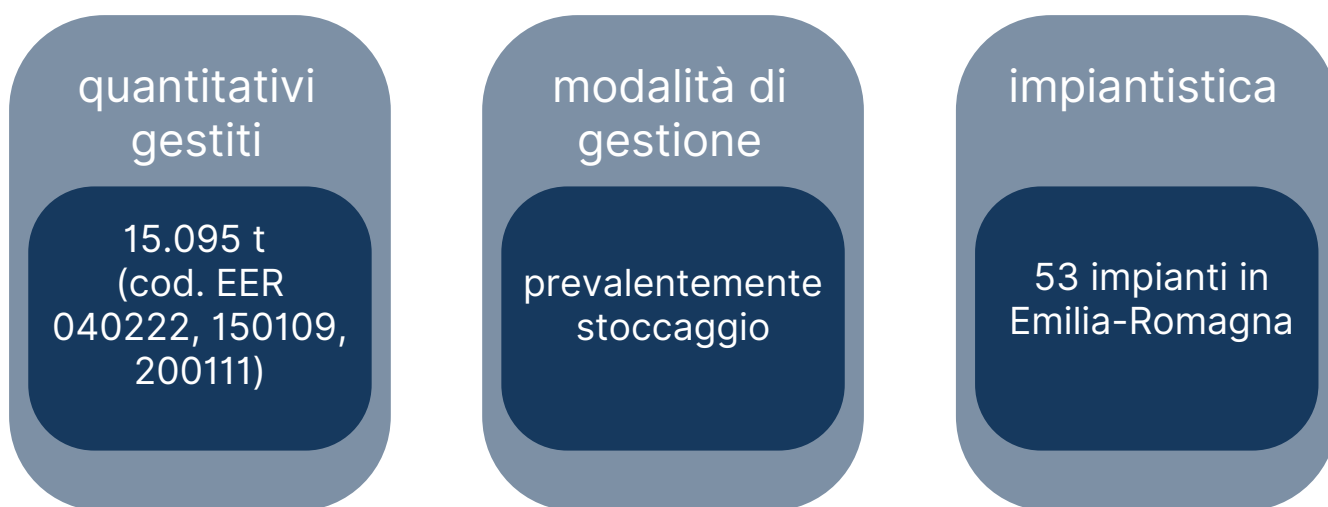 quantitativi
gestiti
15.095 t
(cod. EER
040222, 150109,
200111)
modalità di
gestione
prevalentemente
stoccaggio
impiantistica
53 impianti in
Emilia-Romagna